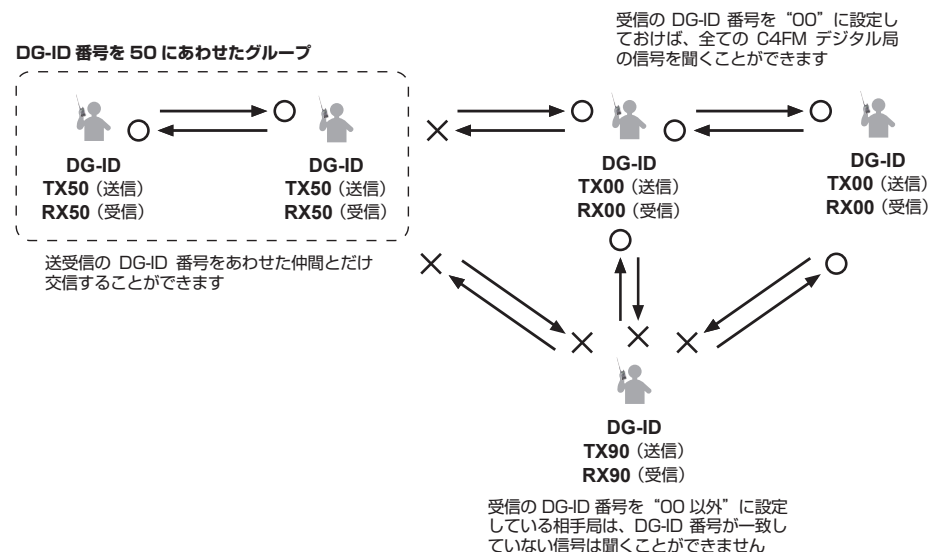 受信の DG-ID 番号を“00”に設定し
ておけば、全ての C4FM デジタル局
の信号を聞くことができます
DG-ID 番号を 50 にあわせたグループ
DG-ID
TX50（送信）
RX50（受信）
DG-ID
TX50（送信）
RX50（受信）
DG-ID
TX00（送信）
RX00（受信）
DG-ID
TX00（送信）
RX00（受信）
送受信の DG-ID 番号をあわせた仲間とだけ
交信することができます
DG-ID
TX90（送信）
RX90（受信）
受信の DG-ID 番号を“00 以外”に設定
している相手局は、DG-ID 番号が一致し
ていない信号は聞くことができません